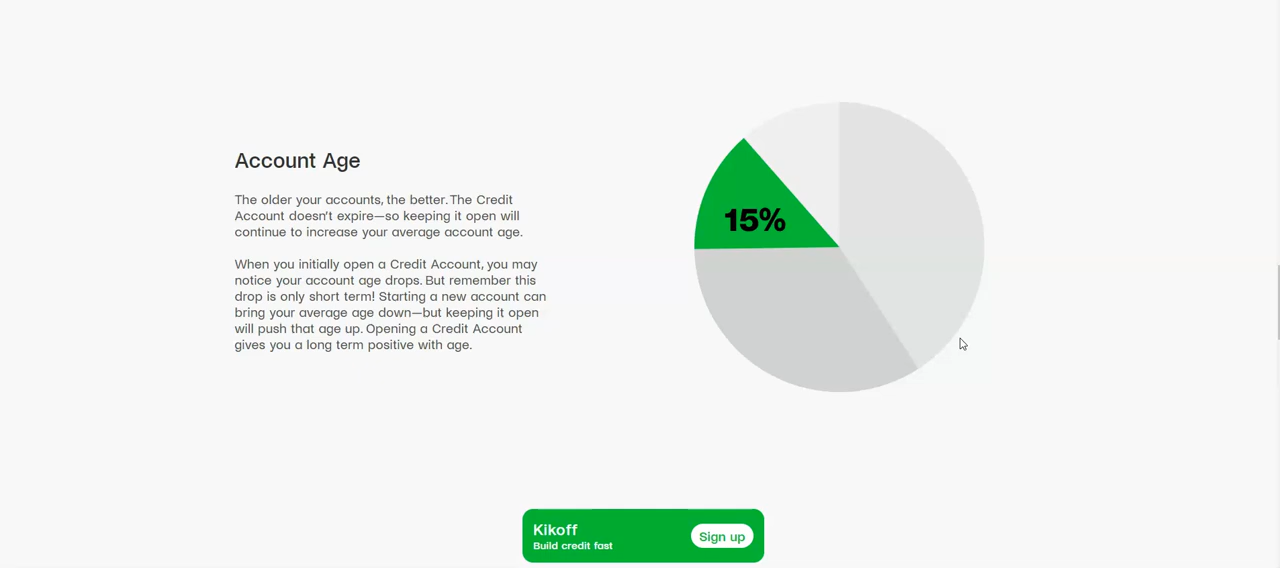 Account Age
The older your accounts, the better. The Credit
Account doesn't expire—so keeping it open will
continue to increase your average account age.
When you initially open a Credit Account, you may
notice your account age drops. But remember this
drop is only short term! Starting a new account can
bring your average age down—but keeping it open
will push that age up. Opening a Credit Account
gives you a long term positive with age.
15%
Kikoff
Build credit fast
Sign up